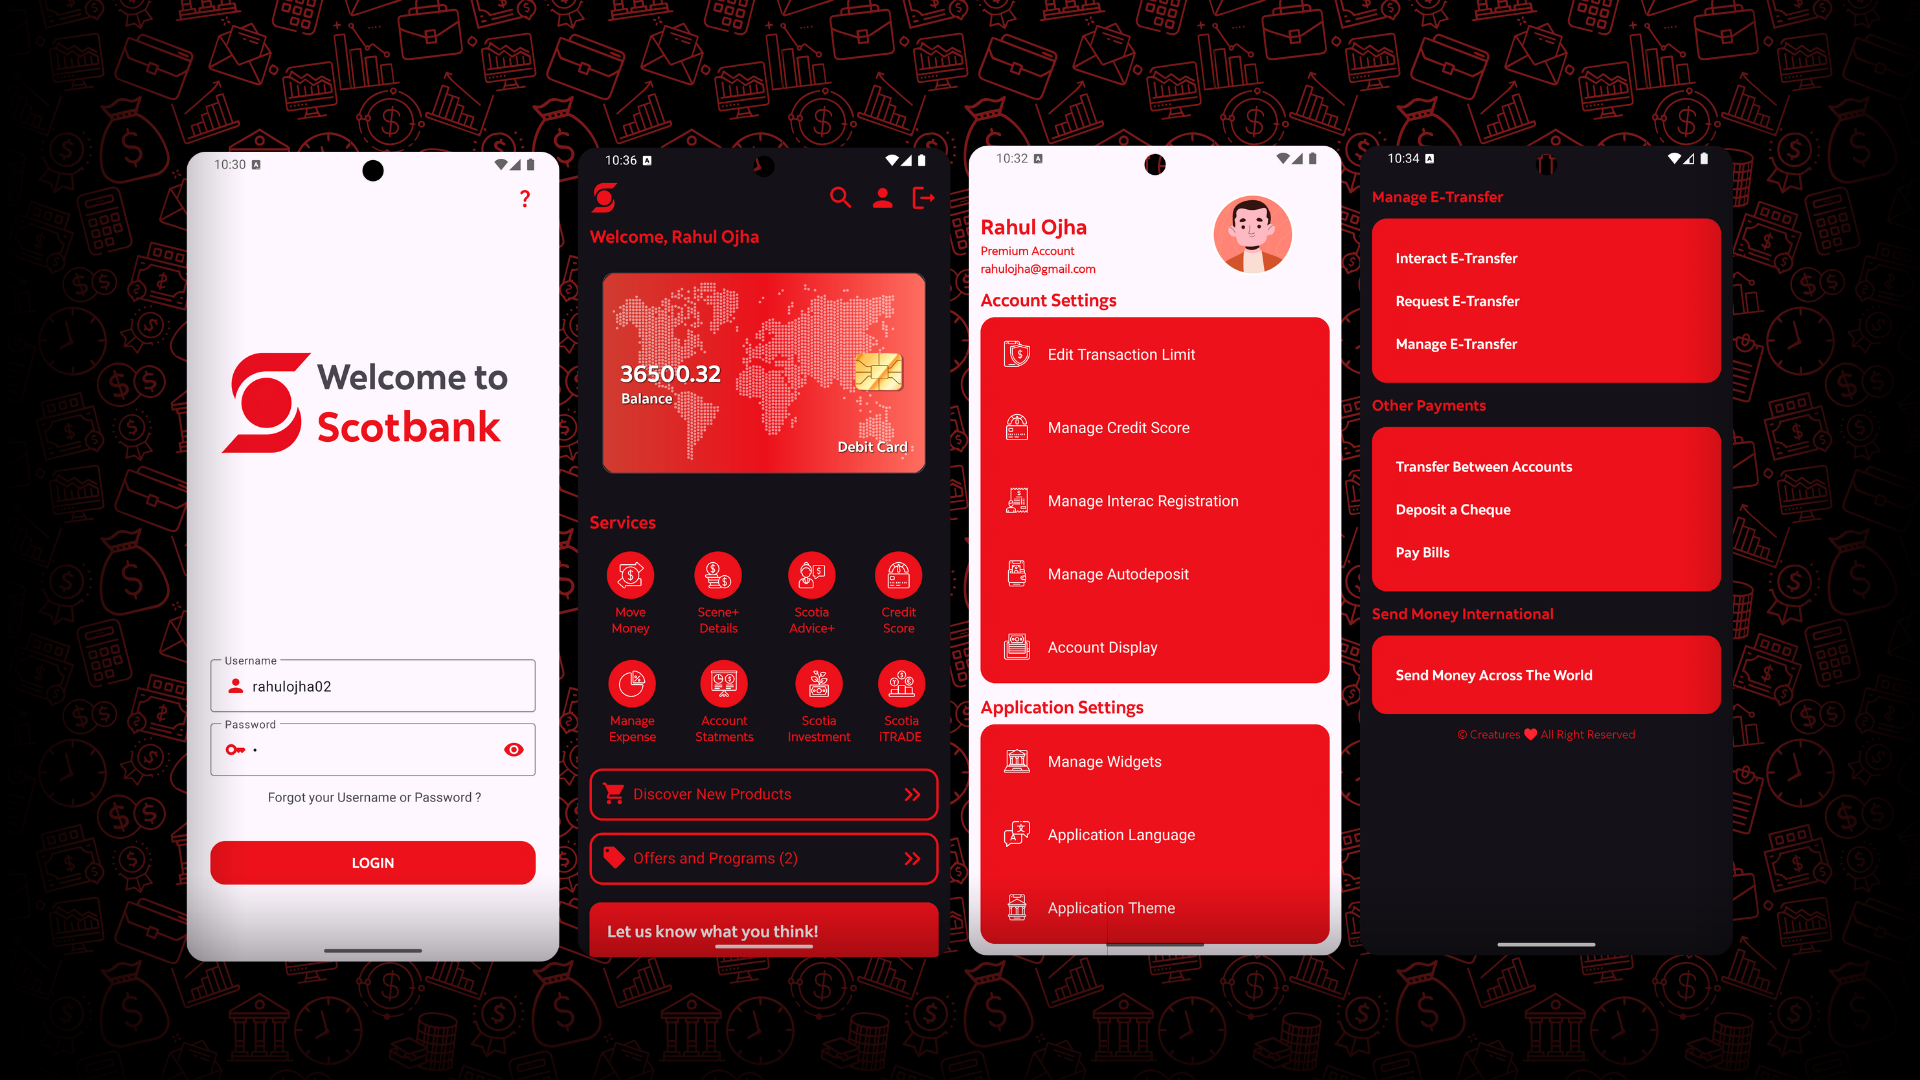 10:30
?
Welcome to
Scotbank
Username
rahulojha02
Password
•
Forgot your Username or Password ?
LOGIN
10:36
Welcome, Rahul Ojha
36500.32
Balance
Debit Card
Services
Move
Money
Scene+
Details
Scotia
Advice+
Credit
Score
Manage
Expense
Account
Statments
Scotia
Investment
Scotia
iTRADE
Discover New Products
Offers and Programs (2)
Let us know what you think!
10:32
Rahul Ojha
Premium Account
rahulojha@gmail.com
Account Settings
Edit Transaction Limit
Manage Credit Score
Manage Interac Registration
Manage Autodeposit
Account Display
Application Settings
Manage Widgets
Application Language
Application Theme
10:34
Manage E-Transfer
Interact E-Transfer
Request E-Transfer
Manage E-Transfer
Other Payments
Transfer Between Accounts
Deposit a Cheque
Pay Bills
Send Money International
Send Money Across The World
© Creatures ❤ All Right Reserved